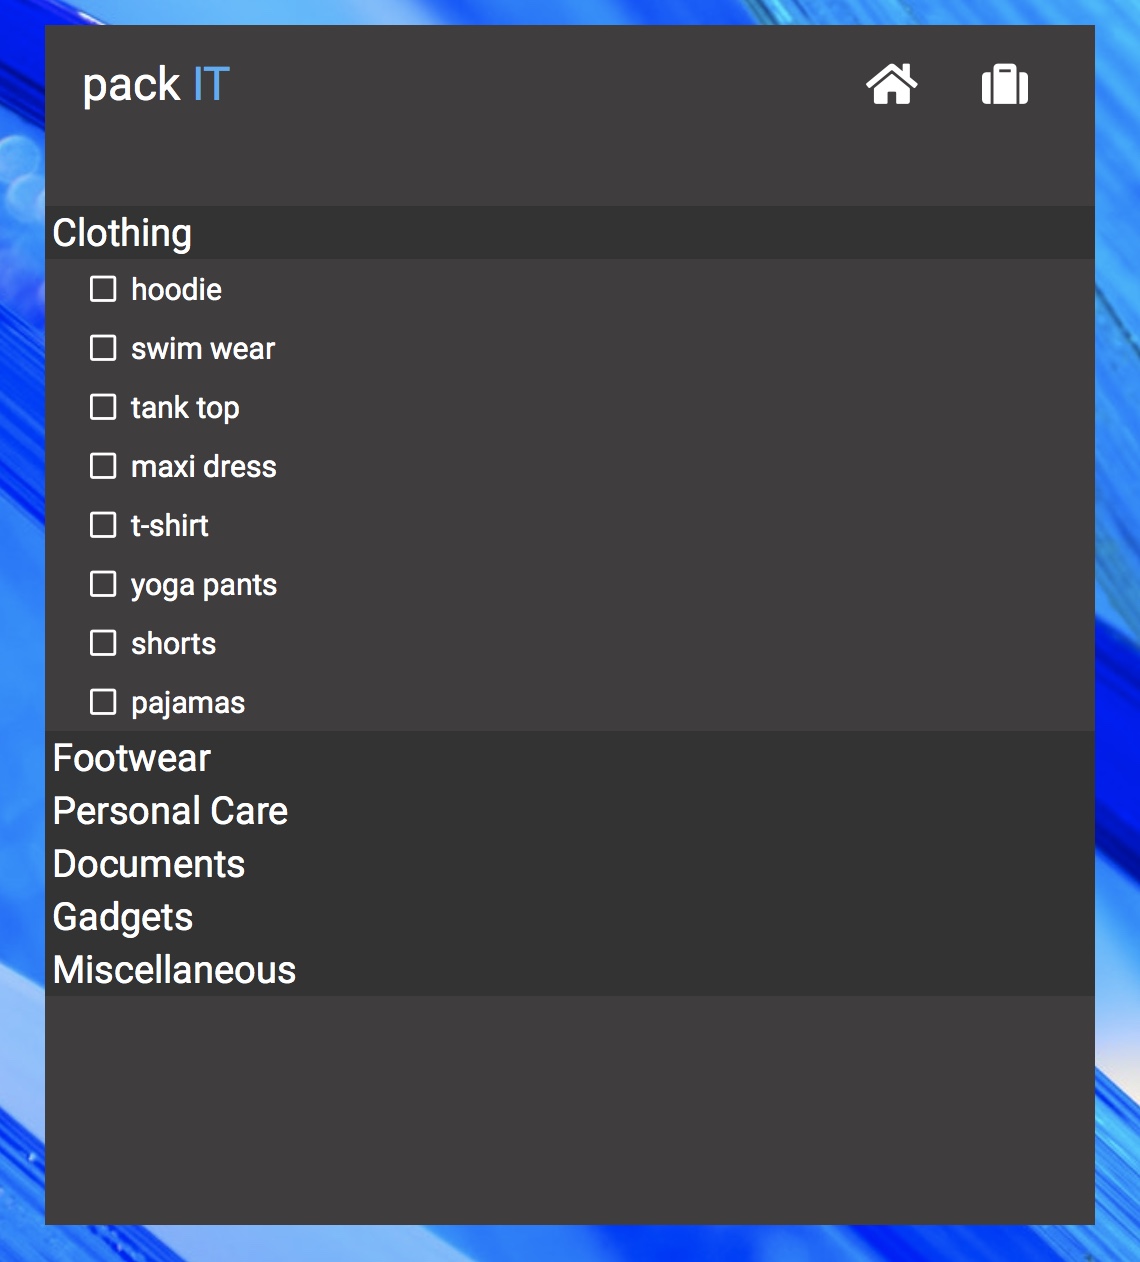 pack IT
Clothing
hoodie
swim wear
tank top
maxi dress
t-shirt
yoga pants
shorts
pajamas
Footwear
Personal Care
Documents
Gadgets
Miscellaneous